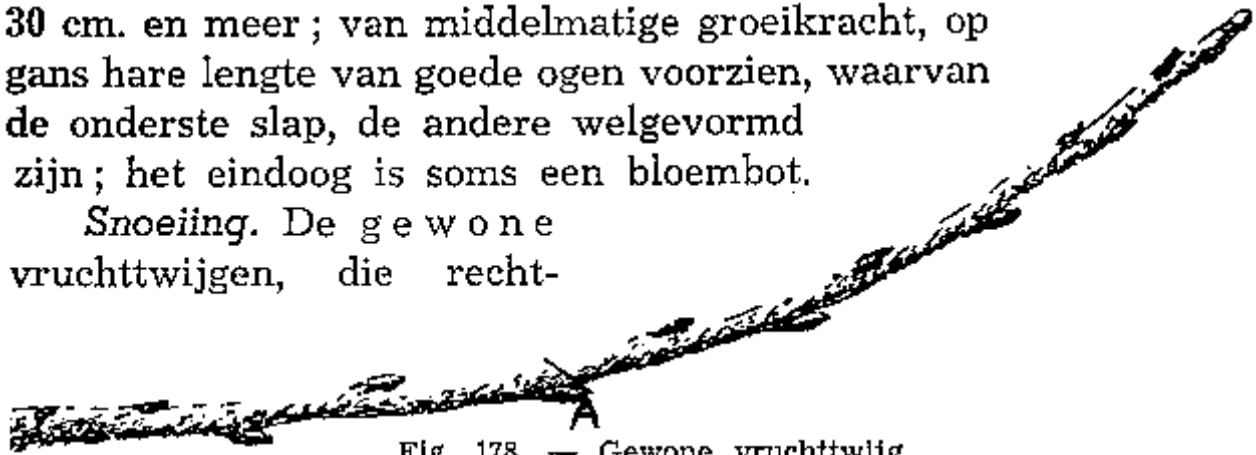 30 cm. en meer ; van middelmatige groeikracht, op
gans hare lengte van goede ogen voorzien, waarvan
de onderste slap, de andere welgevormd
zijn ; het eindoog is soms een bloembot.
Snoeiing. De gewone
vruchttwijgen, die recht-
A
Fig. 178. — Gewone vruchttwijg